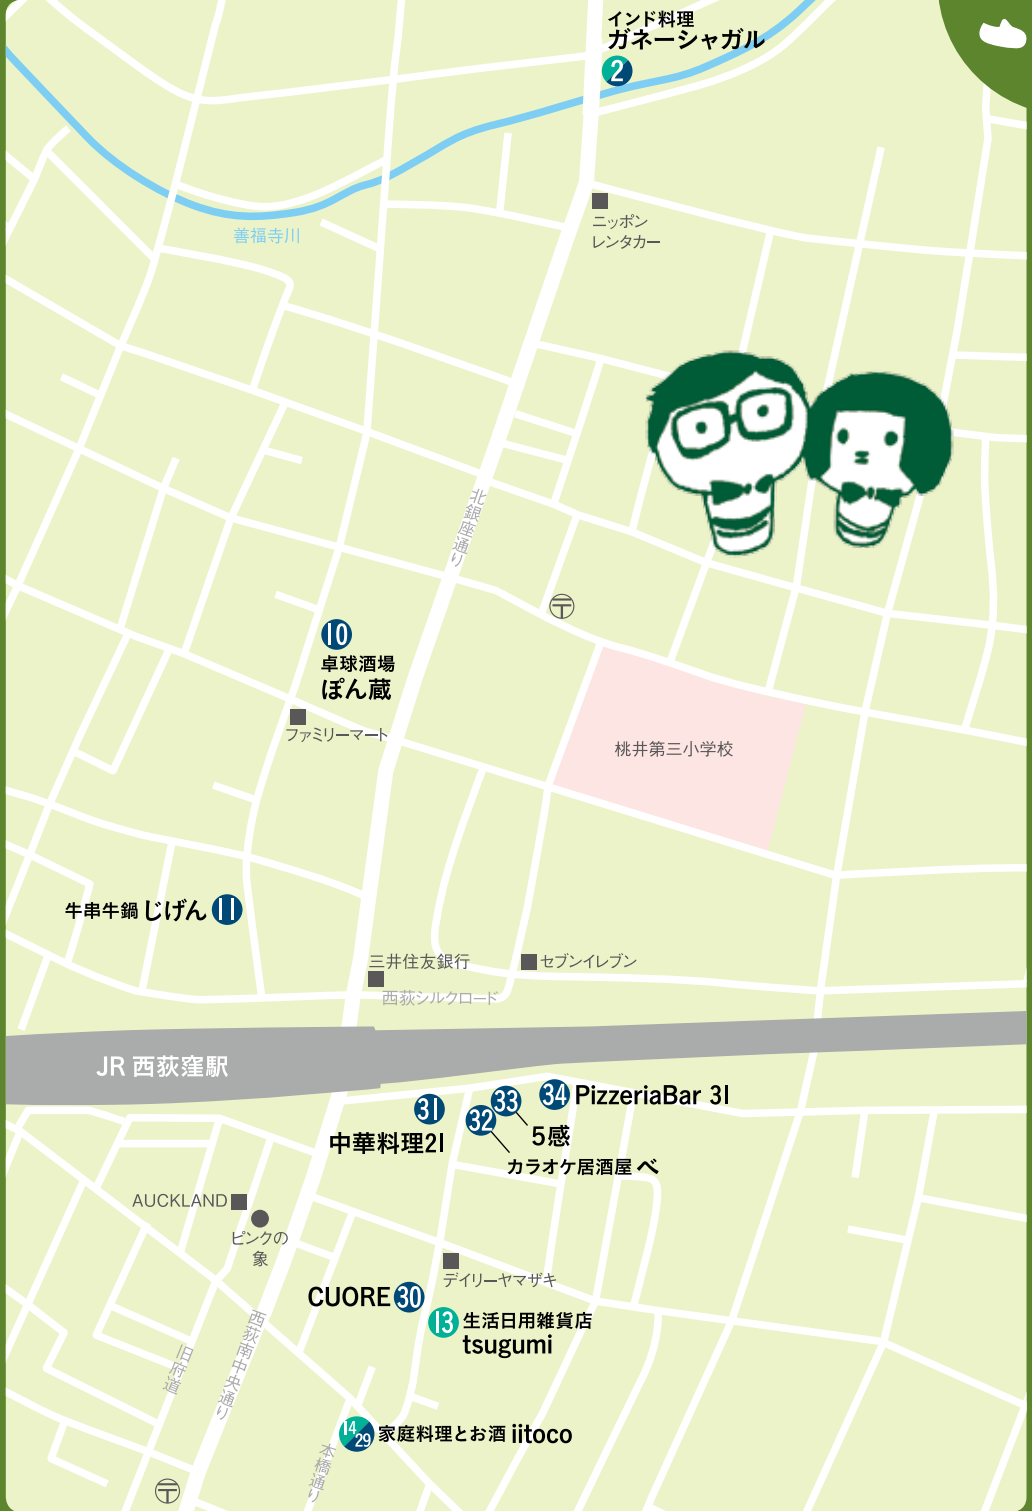 インド料理
ガネーシャガル
2
善福寺川
ニッポン
レンタカー
北銀座通り
〒
10
卓球酒場
ぽん蔵
ファミリーマート
桃井第三小学校
牛串牛鍋 じげん 11
三井住友銀行
セブンイレブン
西荻シルクロード
JR 西荻窪駅
31
中華料理21
32
33
34 PizzeriaBar 31
5感
カラオケ居酒屋 べ
AUCKLAND
ピンクの
象
デイリーヤマザキ
CUORE 30
13 生活日用雑貨店
tsugumi
西荻南中央通り
旧府道
14 29 家庭料理とお酒 iitoco
本橋通り
〒